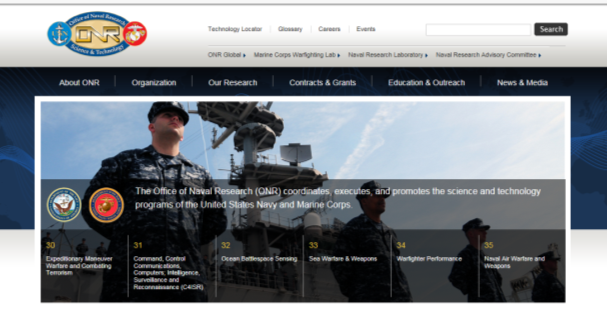 Office of Naval Research
ONR
Science & Technology
Technology Locator | Glossary | Careers | Events
Search
ONR Global Marine Corps Warfighting Lab Naval Research Laboratory Naval Research Advisory Committee
About ONR Organization Our Research Contracts & Grants Education & Outreach News & Media
The Office of Naval Research (ONR) coordinates, executes, and promotes the science and technology
programs of the United States Navy and Marine Corps.
30
Expeditionary Maneuver
Warfare and Combating
Terrorism
31
Command, Control
Communications,
Computers; Intelligence,
Surveillance and
Reconnaissance (C4ISR)
32
Ocean Battlespace Sensing
33
Sea Warfare & Weapons
34
Warfighter Performance
35
Naval Air Warfare and
Weapons